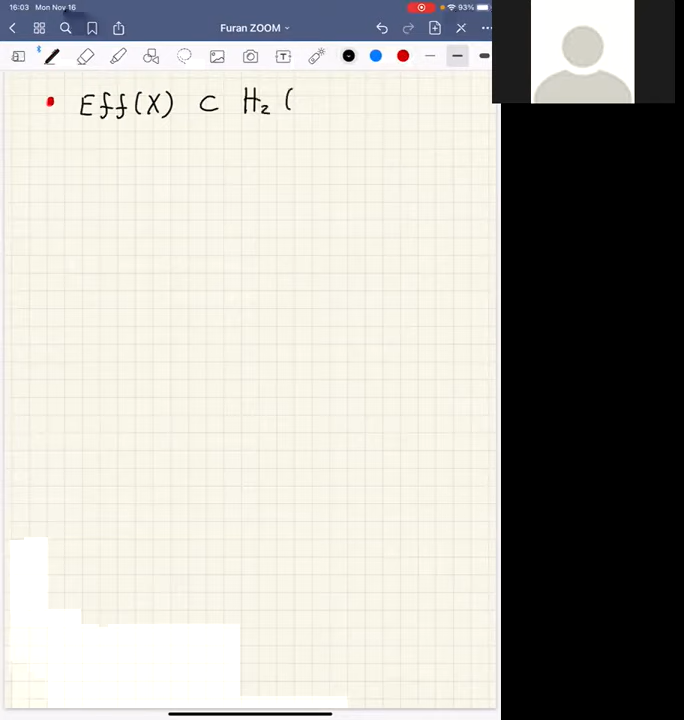 16:03 Mon Nov 16 93%
Furan ZOOM
• Eff(X) ⊂ H₂ (